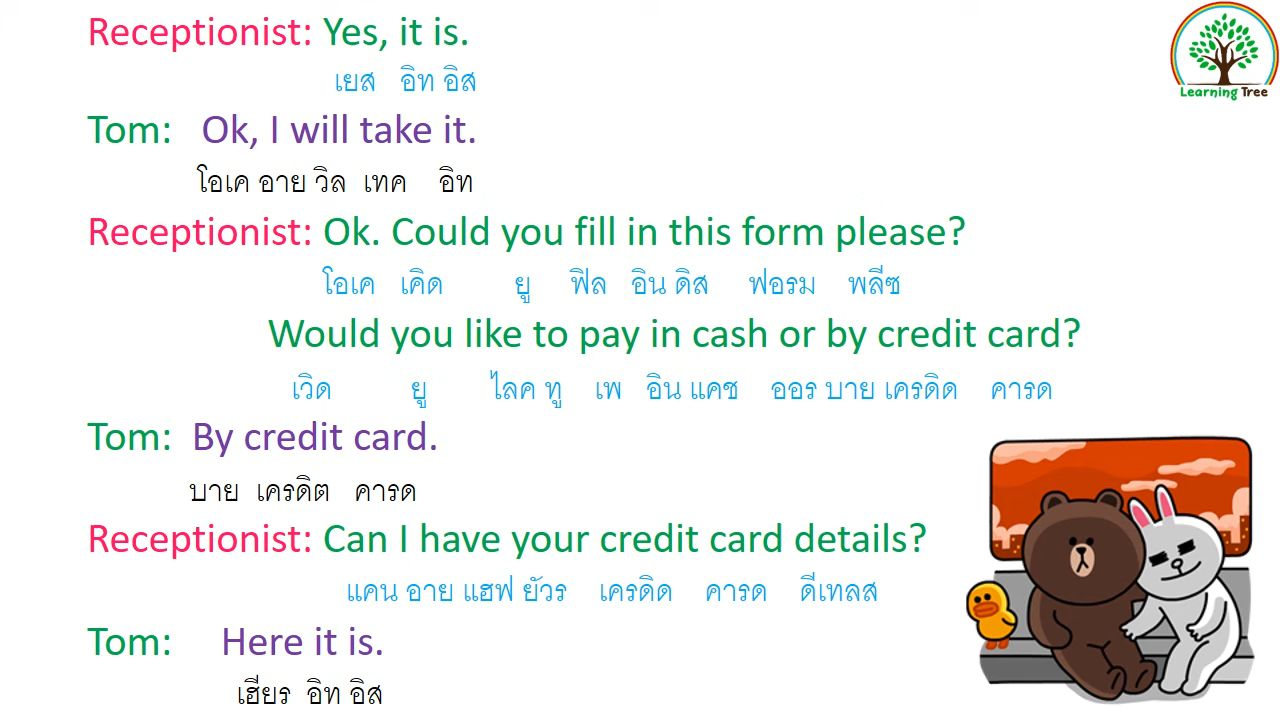 Receptionist: Yes, it is.
เยส อิท อิส
Learning Tree
Tom: Ok, I will take it.
โอเค อาย วิล เทค อิท
Receptionist: Ok. Could you fill in this form please?
โอเค เคิด ยู ฟิล อิน ดิส ฟอรม พลีซ
Would you like to pay in cash or by credit card?
เวิด ยู ไลค ทู เพ อิน แคช ออร บาย เครดิด คารด
Tom: By credit card.
บาย เครดิต คารด
Receptionist: Can I have your credit card details?
แคน อาย แฮฟ ยัวร เครดิด คารด ดีเทลส
Tom: Here it is.
เฮียร อิท อิส